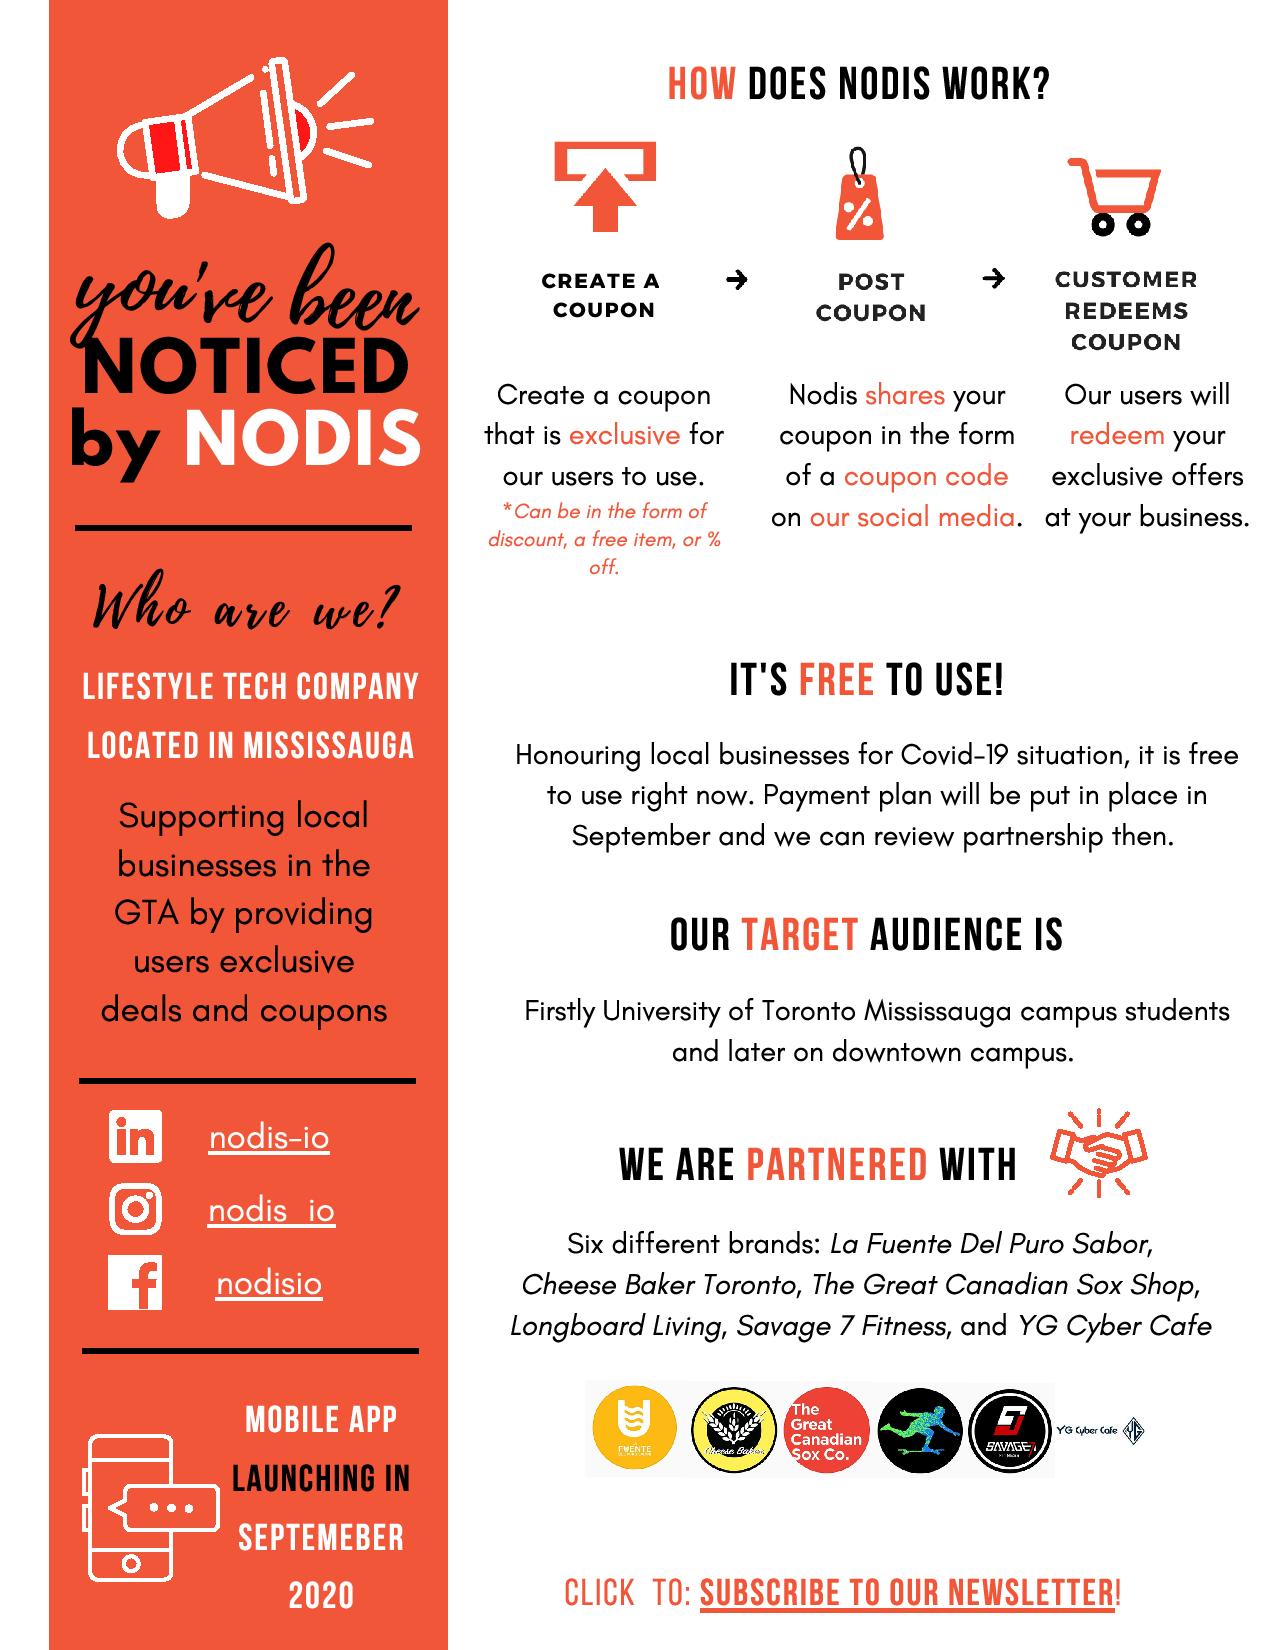 you've been
NOTICED
by NODIS
Who are we?
LIFESTYLE TECH COMPANY
LOCATED IN MISSISSAUGA
Supporting local
businesses in the
GTA by providing
users exclusive
deals and coupons
in nodis-io
nodis_io
f nodisio
MOBILE APP
LAUNCHING IN
SEPTEMEBER
2020
HOW DOES NODIS WORK?
CREATE A
COUPON
Create a coupon
that is exclusive for
our users to use.
*Can be in the form of
discount, a free item, or %
off.
→
%
POST
COUPON
Nodis shares your
coupon in the form
of a coupon code
on our social media.
→
CUSTOMER
REDEEMS
COUPON
Our users will
redeem your
exclusive offers
at your business.
IT'S FREE TO USE!
Honouring local businesses for Covid-19 situation, it is free
to use right now. Payment plan will be put in place in
September and we can review partnership then.
OUR TARGET AUDIENCE IS
Firstly University of Toronto Mississauga campus students
and later on downtown campus.
WE ARE PARTNERED WITH
Six different brands: La Fuente Del Puro Sabor,
Cheese Baker Toronto, The Great Canadian Sox Shop,
Longboard Living, Savage 7 Fitness, and YG Cyber Cafe
FUENTE
Cheese Baker
The
Great
Canadian
Sox Co.
SAVAGE7
YG Cyber Cafe
CLICK TO: SUBSCRIBE TO OUR NEWSLETTER!